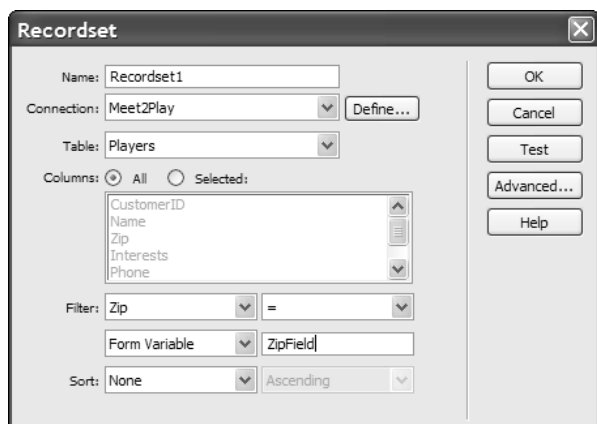 Recordset
Name: Recordset1
OK
Connection: Meet2Play Define...
Cancel
Table: Players
Test
Columns: All Selected:
Advanced...
CustomerID
Name
Zip
Interests
Phone
Help
Filter: Zip =
Form Variable ZipField
Sort: None Ascending